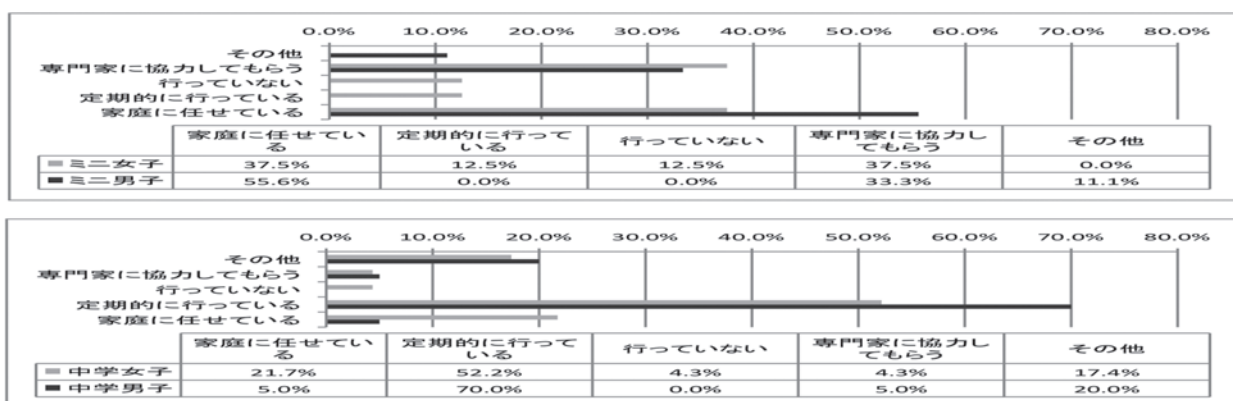 0.0% 10.0% 20.0% 30.0% 40.0% 50.0% 60.0% 70.0% 80.0%
その他
専門家に協力してもらう
行っていない
定期的に行っている
家庭に任せている
家庭に任せてい
る
定期的に行って
いる
行っていない
専門家に協力し
てもらう
その他
ミニ女子 37.5% 12.5% 12.5% 37.5% 0.0%
ミニ男子 55.6% 0.0% 0.0% 33.3% 11.1%
0.0% 10.0% 20.0% 30.0% 40.0% 50.0% 60.0% 70.0% 80.0%
その他
専門家に協力してもらう
行っていない
定期的に行っている
家庭に任せている
家庭に任せてい
る
定期的に行って
いる
行っていない
専門家に協力し
てもらう
その他
中学女子 21.7% 52.2% 4.3% 4.3% 17.4%
中学男子 5.0% 70.0% 0.0% 5.0% 20.0%